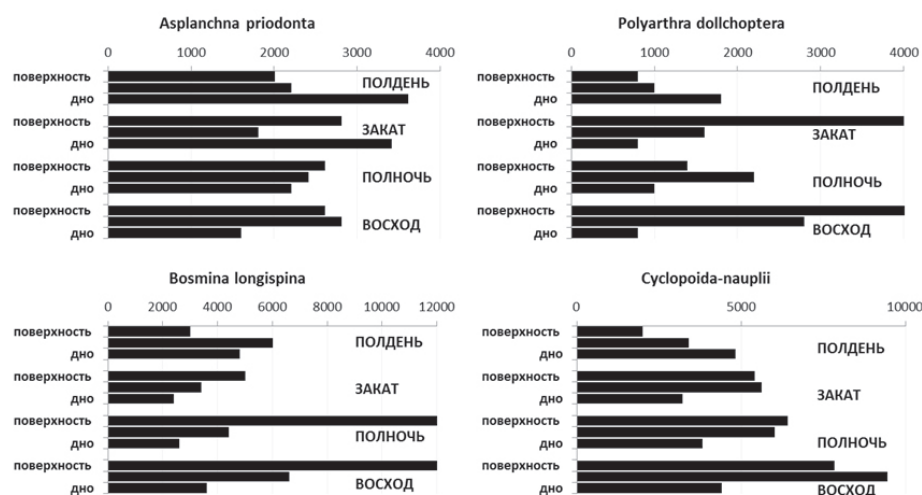 Asplanchna priodonta
0 1000 2000 3000 4000
поверхность
ПОЛДЕНЬ
дно
поверхность
ЗАКАТ
дно
поверхность
ПОЛНОЧЬ
дно
поверхность
ВОСХОД
дно
Polyarthra dollchoptera
0 1000 2000 3000 4000
поверхность
ПОЛДЕНЬ
дно
поверхность
ЗАКАТ
дно
поверхность
ПОЛНОЧЬ
дно
поверхность
ВОСХОД
дно
Bosmina longispina
0 2000 4000 6000 8000 10000 12000
поверхность
ПОЛДЕНЬ
дно
поверхность
ЗАКАТ
дно
поверхность
ПОЛНОЧЬ
дно
поверхность
ВОСХОД
дно
Cyclopoida-nauplii
0 5000 10000
поверхность
ПОЛДЕНЬ
дно
поверхность
ЗАКАТ
дно
поверхность
ПОЛНОЧЬ
дно
поверхность
ВОСХОД
дно